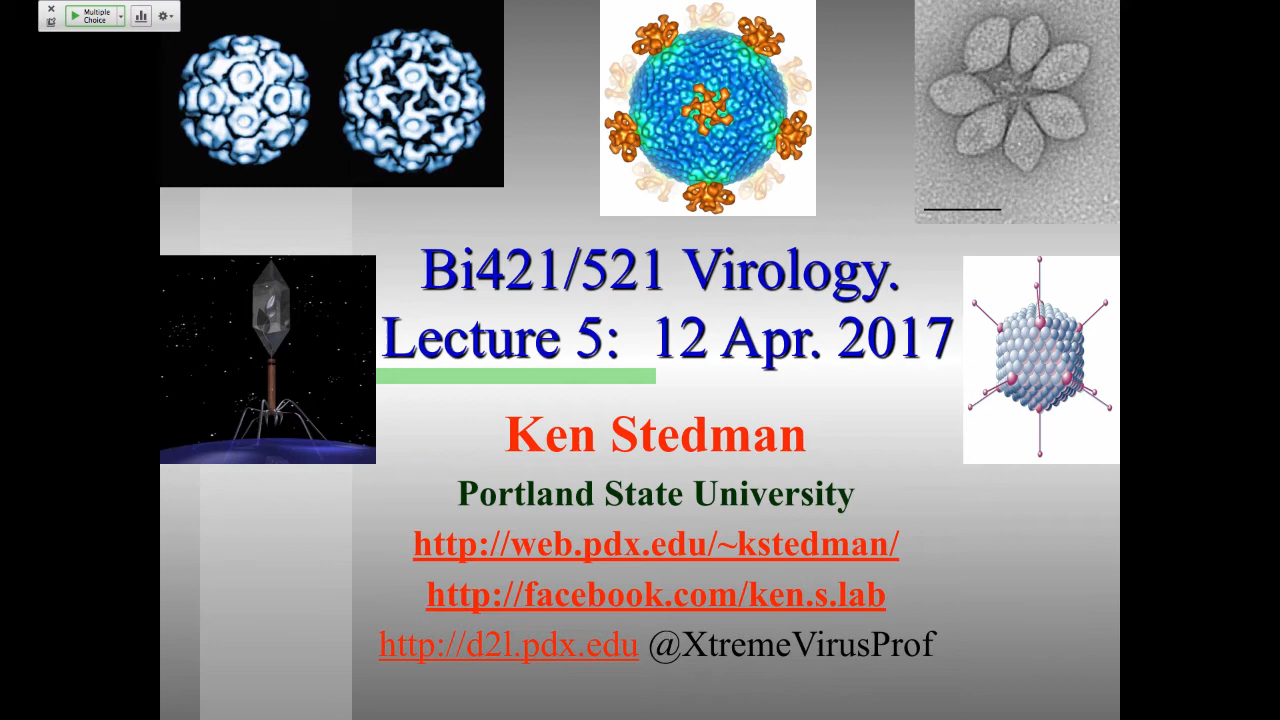 Multiple
Choice
Bi421/521 Virology.
Lecture 5: 12 Apr. 2017
Ken Stedman
Portland State University
http://web.pdx.edu/~kstedman/
http://facebook.com/ken.s.lab
http://d2l.pdx.edu @XtremeVirusProf